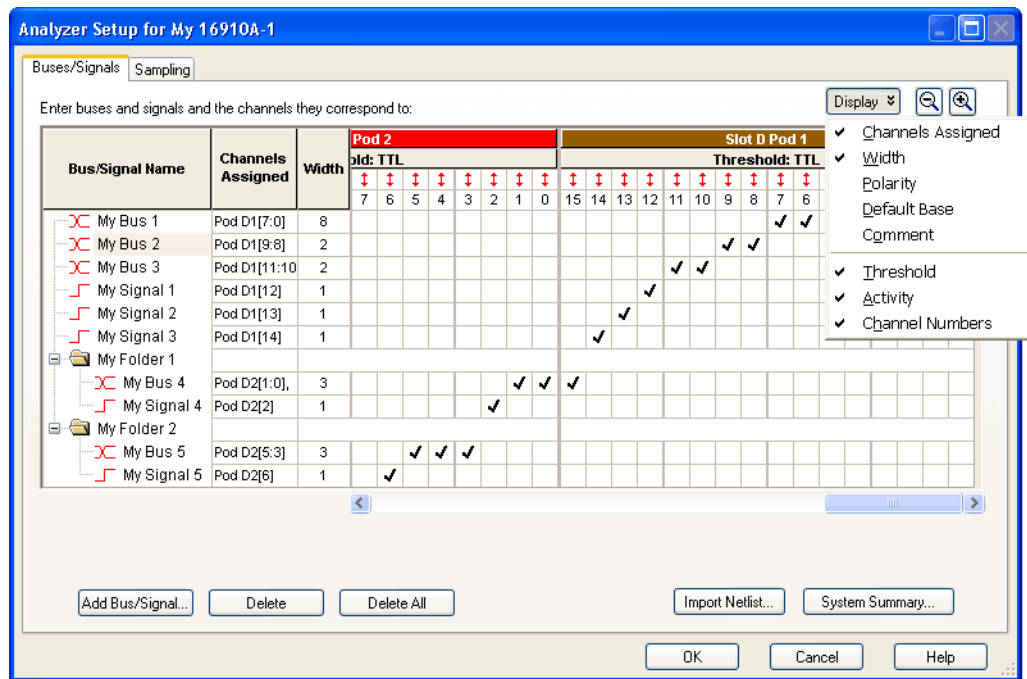 Analyzer Setup for My 16910A-1
Buses/Signals Sampling
Enter buses and signals and the channels they correspond to:
Display
Channels Assigned
Width
Polarity
Default Base
Comment
Threshold
Activity
Channel Numbers
Bus/Signal Name Channels Assigned Width Pod 2 Slot D Pod 1
old: TTL Threshold: TTL
7 6 5 4 3 2 1 0 15 14 13 12 11 10 9 8 7 6
My Bus 1 Pod D1[7:0] 8
My Bus 2 Pod D1[9:8] 2
My Bus 3 Pod D1[11:10 2
My Signal 1 Pod D1[12] 1
My Signal 2 Pod D1[13] 1
My Signal 3 Pod D1[14] 1
My Folder 1
My Bus 4 Pod D2[1:0], 3
My Signal 4 Pod D2[2] 1
My Folder 2
My Bus 5 Pod D2[5:3] 3
My Signal 5 Pod D2[6] 1
Add Bus/Signal... Delete Delete All Import Netlist... System Summary...
OK Cancel Help